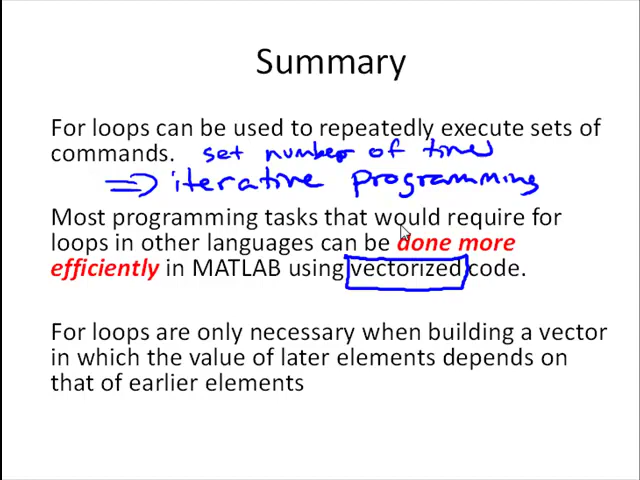 Summary
For loops can be used to repeatedly execute sets of
commands. set number of times
⇒ iterative programming
Most programming tasks that would require for
loops in other languages can be done more
efficiently in MATLAB using vectorized code.
For loops are only necessary when building a vector
in which the value of later elements depends on
that of earlier elements